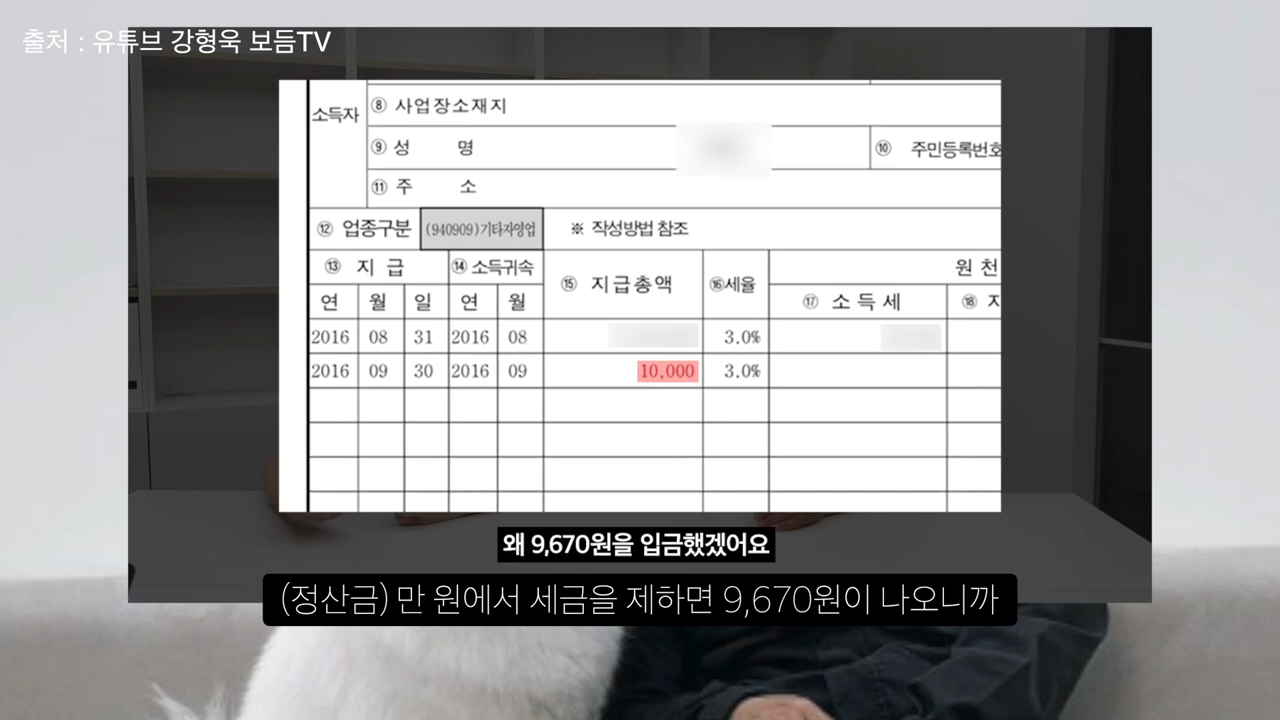 출처 : 유튜브 강형욱 보듬TV
소득자
⑧ 사업장소재지
⑨ 성 명
⑩ 주민등록번호
⑪ 주 소
⑫ 업종구분 (940909)기타자영업 ※ 작성방법 참조
⑬ 지 급 ⑭ 소득귀속 ⑮ 지급총액 ⑯세율 원 천
연 월 일 연 월 ⑰ 소 득 세 ⑱
2016 08 31 2016 08 3.0%
2016 09 30 2016 09 10,000 3.0%
왜 9,670원을 입금했겠어요
(정산금) 만 원에서 세금을 제하면 9,670원이 나오니까